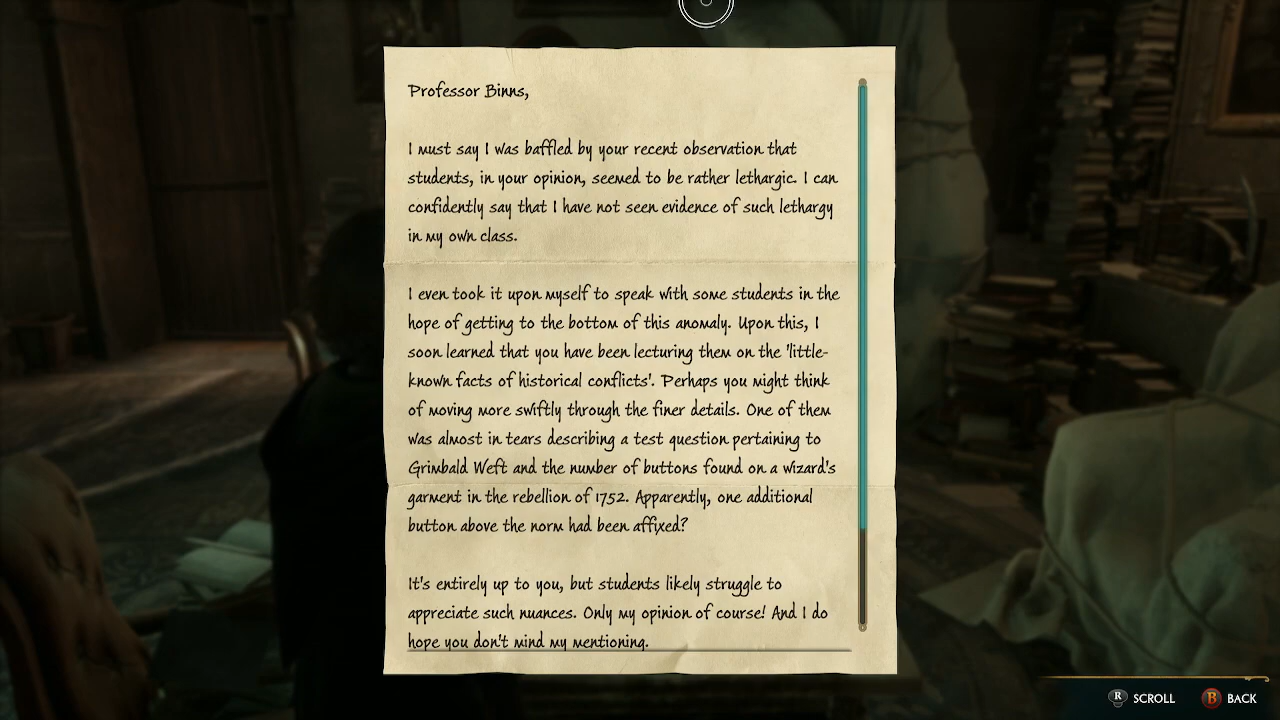 Professor Binns,
I must say I was baffled by your recent observation that
students, in your opinion, seemed to be rather lethargic. I can
confidently say that I have not seen evidence of such lethargy
in my own class.
I even took it upon myself to speak with some students in the
hope of getting to the bottom of this anomaly. Upon this, I
soon learned that you have been lecturing them on the 'little-
known facts of historical conflicts'. Perhaps you might think
of moving more swiftly through the finer details. One of them
was almost in tears describing a test question pertaining to
Grimbald Weft and the number of buttons found on a wizard's
garment in the rebellion of 1752. Apparently, one additional
button above the norm had been affixed?
It's entirely up to you, but students likely struggle to
appreciate such nuances. Only my opinion of course! And I do
hope you don't mind my mentioning.
R SCROLL B BACK